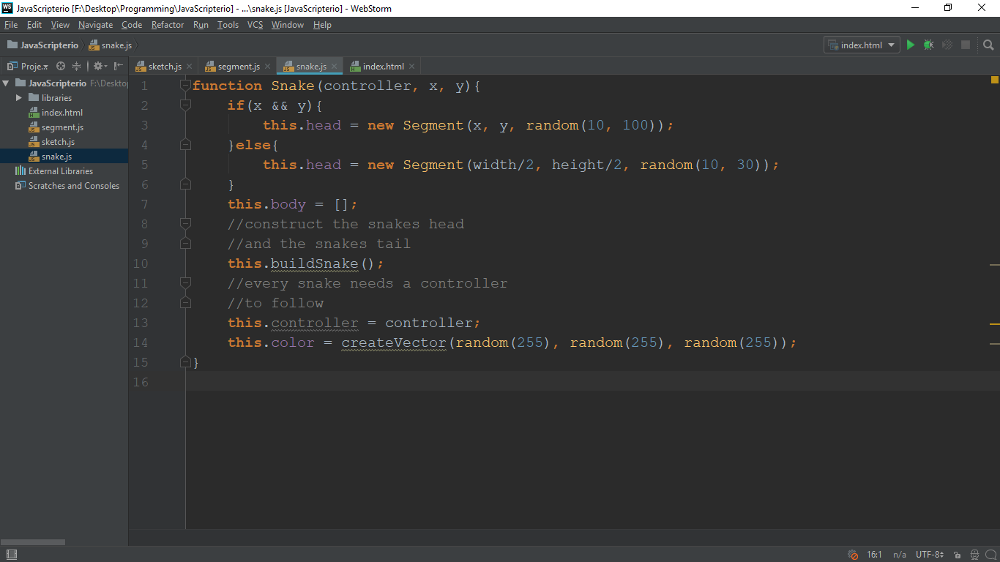 JavaScripterio [F:\Desktop\Programming\JavaScripterio] - ...\snake.js [JavaScripterio] - WebStorm
File Edit View Navigate Code Refactor Run Tools VCS Window Help
JavaScripterio snake.js index.html
Proje.. sketch.js segment.js snake.js index.html
JavaScripterio F:\Deskto
libraries
index.html
segment.js
sketch.js
snake.js
External Libraries
Scratches and Consoles
1 function Snake(controller, x, y){
2 if(x && y){
3 this.head = new Segment(x, y, random(10, 100));
4 }else{
5 this.head = new Segment(width/2, height/2, random(10, 30));
6 }
7 this.body = [];
8 //construct the snakes head
9 //and the snakes tail
10 this.buildSnake();
11 //every snake needs a controller
12 //to follow
13 this.controller = controller;
14 this.color = createVector(random(255), random(255), random(255));
15 }
16
16:1 n/a UTF-8